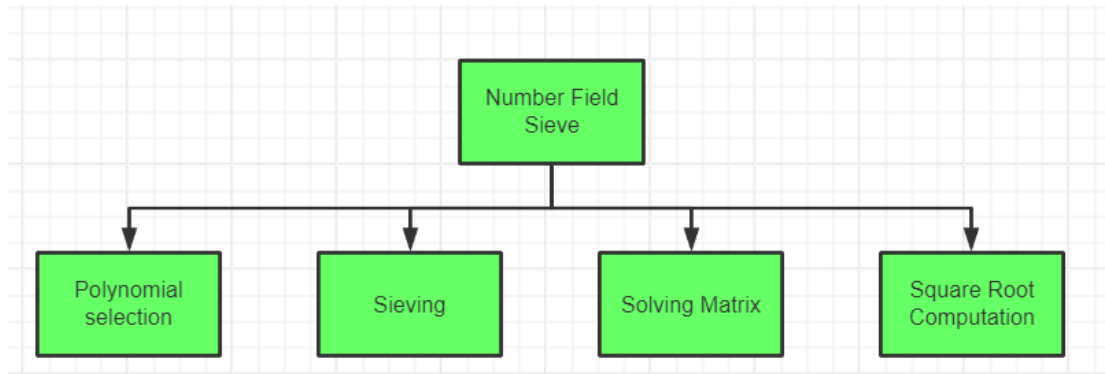 Number Field
Sieve
Polynomial
selection
Sieving
Solving Matrix
Square Root
Computation